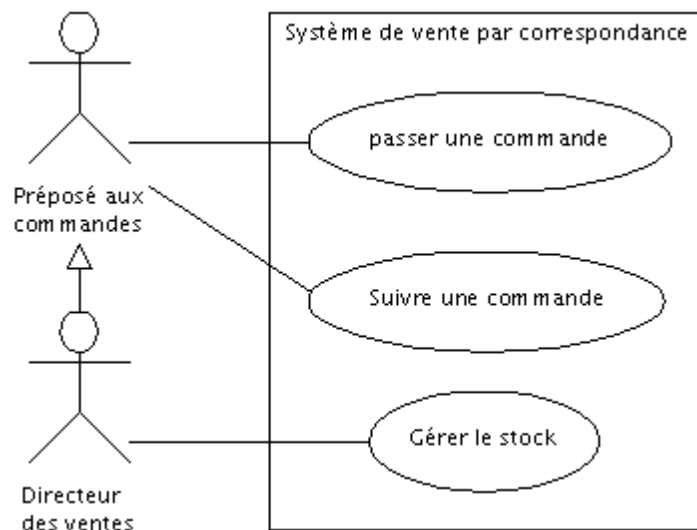 Système de vente par correspondance
passer une commande
Préposé aux
commandes
Suivre une commande
Gérer le stock
Directeur
des ventes